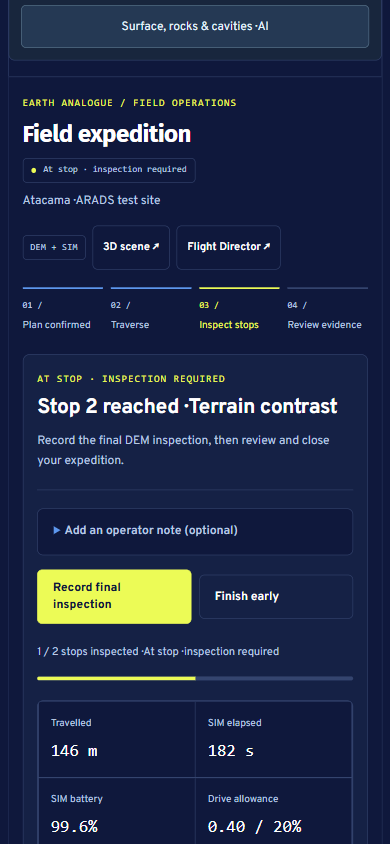 Surface, rocks & cavities ·AI
EARTH ANALOGUE / FIELD OPERATIONS
Field expedition
At stop · inspection required
Atacama ·ARADS test site
DEM + SIM
3D scene ↗
Flight Director ↗
01 /
Plan confirmed
02 /
Traverse
03 /
Inspect stops
04 /
Review evidence
AT STOP · INSPECTION REQUIRED
Stop 2 reached ·Terrain contrast
Record the final DEM inspection, then review and close
your expedition.
Add an operator note (optional)
Record final
inspection
Finish early
1 / 2 stops inspected ·At stop ·inspection required
Travelled
146 m
SIM elapsed
182 s
SIM battery
99.6%
Drive allowance
0.40 / 20%